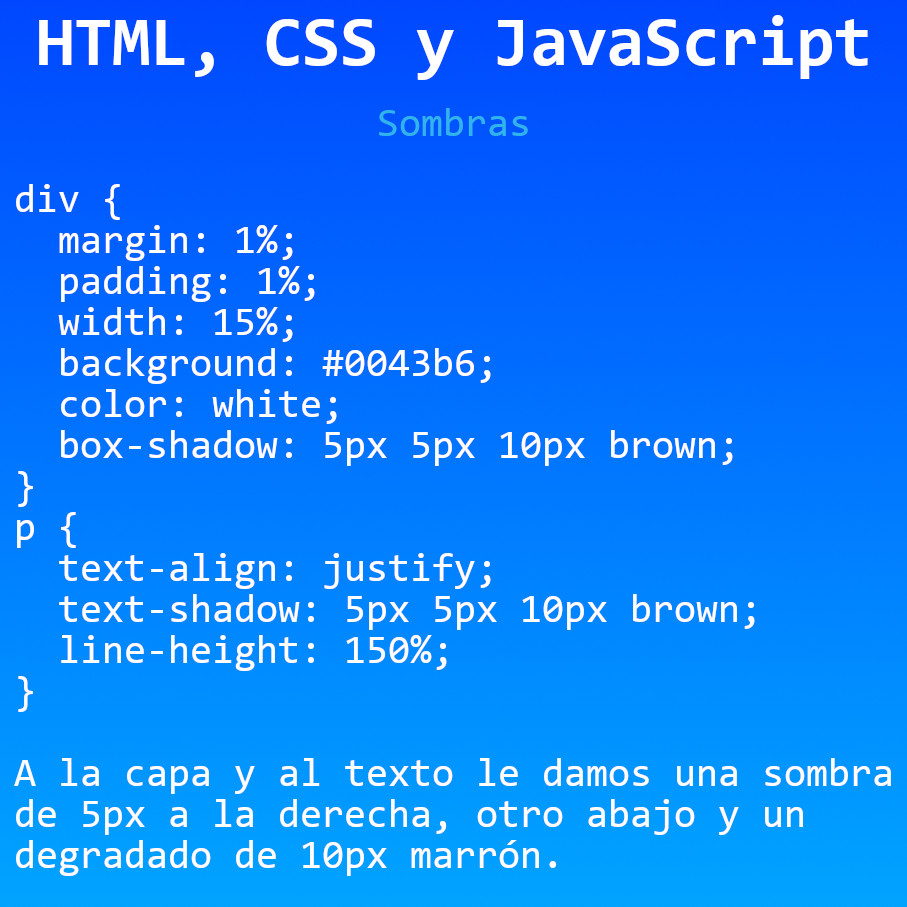 HTML, CSS y JavaScript
Sombras
div {
  margin: 1%;
  padding: 1%;
  width: 15%;
  background: #0043b6;
  color: white;
  box-shadow: 5px 5px 10px brown;
}
p {
  text-align: justify;
  text-shadow: 5px 5px 10px brown;
  line-height: 150%;
}
A la capa y al texto le damos una sombra
de 5px a la derecha, otro abajo y un
degradado de 10px marrón.